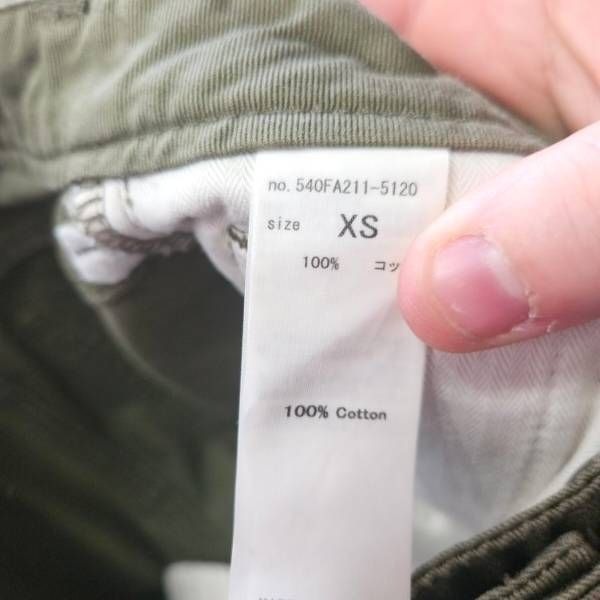 no. 540FA211-5120
size XS
100% コッ
100% Cotton